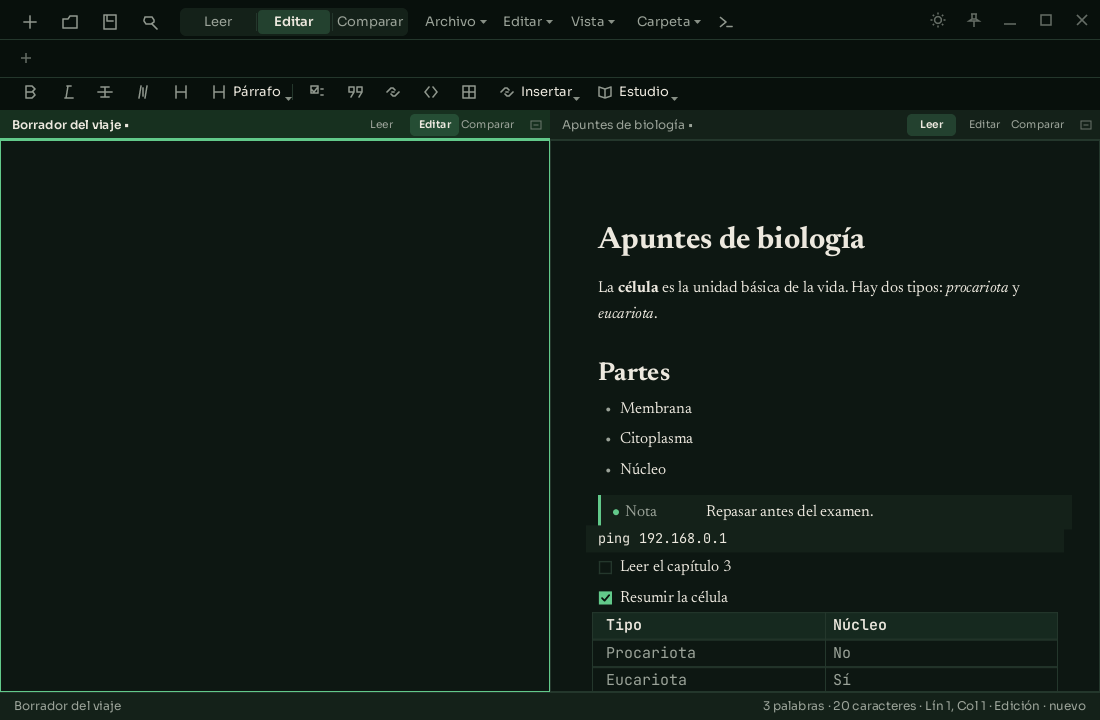 Leer Editar Comparar Archivo Editar Vista Carpeta
Párrafo Insertar Estudio
Borrador del viaje • Leer Editar Comparar
Apuntes de biología • Leer Editar Comparar
Apuntes de biología
La célula es la unidad básica de la vida. Hay dos tipos: procariota y
eucariota.
Partes
• Membrana
• Citoplasma
• Núcleo
● Nota Repasar antes del examen.
ping 192.168.0.1
Leer el capítulo 3
Resumir la célula
Tipo Núcleo
Procariota No
Eucariota Sí
Borrador del viaje 3 palabras · 20 caracteres · Lín 1, Col 1 · Edición · nuevo